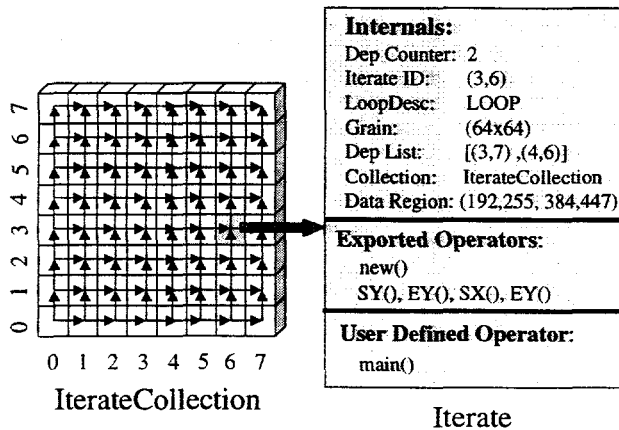 7
6
5
4
3
2
1
0
0 1 2 3 4 5 6 7
IterateCollection
Internals:
Dep Counter: 2
Iterate ID: (3,6)
LoopDesc: LOOP
Grain: (64x64)
Dep List: [(3,7) ,(4,6)]
Collection: IterateCollection
Data Region: (192,255, 384,447)
Exported Operators:
new()
SY(), EY(), SX(), EY()
User Defined Operator:
main()
Iterate